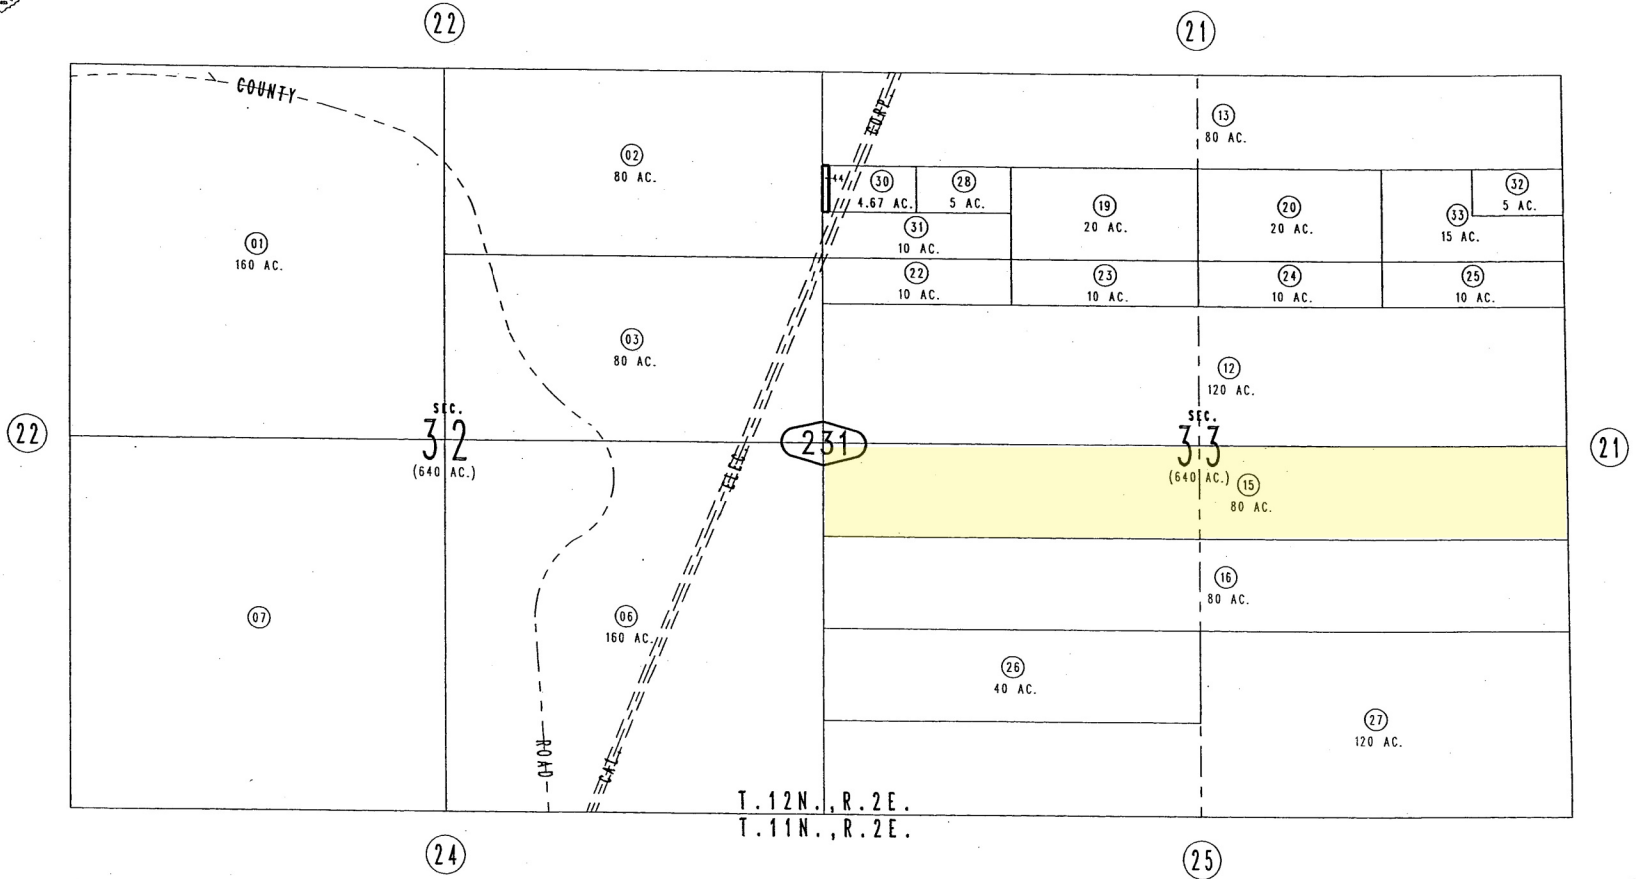 22
21
COUNTY
CORP.
13
80 AC.
02
80 AC.
44
30
4.67 AC.
28
5 AC.
19
20 AC.
20
20 AC.
33
15 AC.
32
5 AC.
31
10 AC.
01
160 AC.
22
10 AC.
23
10 AC.
24
10 AC.
25
10 AC.
03
80 AC.
12
120 AC.
22
SEC.
32
(640 AC.)
231
SEC.
33
(640 AC.)
21
ELEC
15
80 AC.
16
80 AC.
07
06
160 AC.
26
40 AC.
27
120 AC.
ROAD
CAL.
T.12N.,R.2E.
T.11N.,R.2E.
24
25